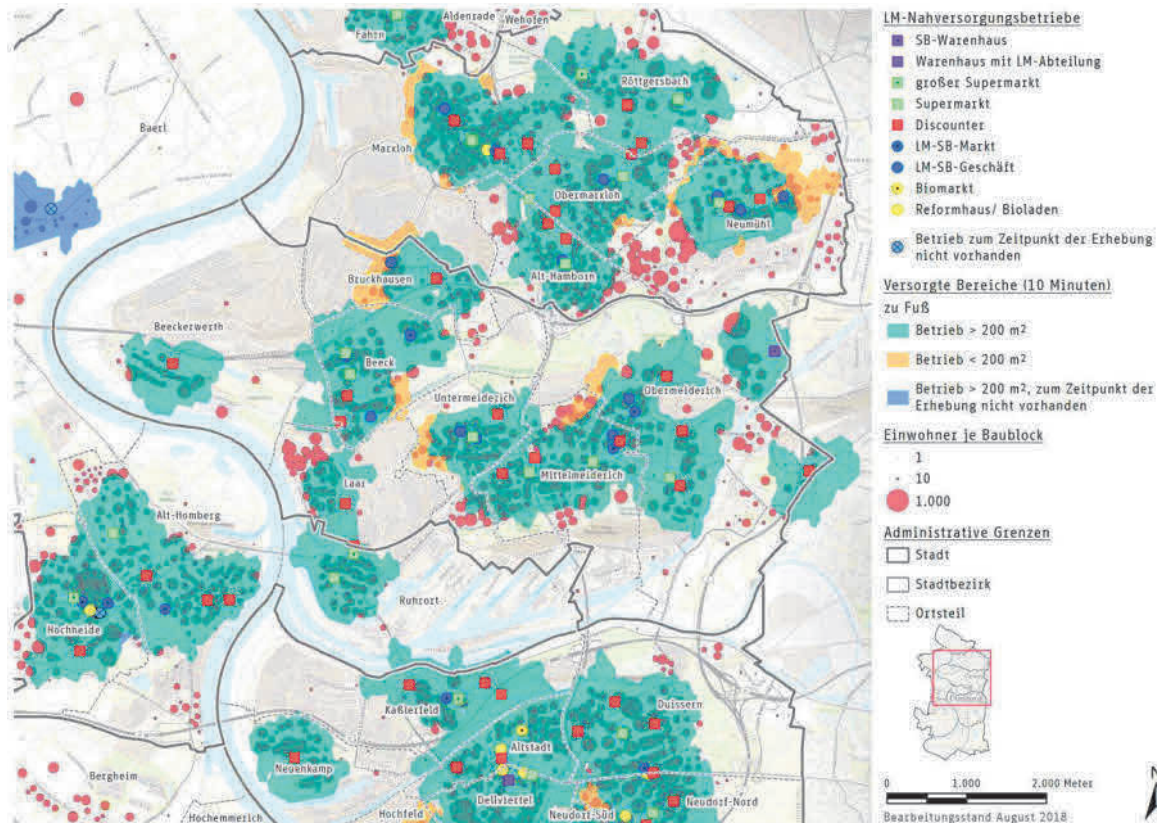 Aldenrade
Wehofen
Fahrn
Röttgersbach
Baerl
Marxloh
Obermarxloh
Neumühl
Alt-Hamborn
Bruckhausen
Beeckerwerth
Beeck
Obermeiderich
Untermeiderich
Mittelmeiderich
Laar
Alt-Homberg
Ruhrort
Hochheide
Kaßlerfeld
Duissern
Altstadt
Neuenkamp
Bergheim
Dellviertel
Neudorf-Nord
Hochfeld
Neudorf-Süd
Hochemmerich
LM-Nahversorgungsbetriebe
SB-Warenhaus
Warenhaus mit LM-Abteilung
großer Supermarkt
Supermarkt
Discounter
LM-SB-Markt
LM-SB-Geschäft
Biomarkt
Reformhaus/ Bioladen
Betrieb zum Zeitpunkt der Erhebung
nicht vorhanden
Versorgte Bereiche (10 Minuten)
zu Fuß
Betrieb > 200 m²
Betrieb < 200 m²
Betrieb > 200 m², zum Zeitpunkt der
Erhebung nicht vorhanden
Einwohner je Baublock
1
10
1.000
Administrative Grenzen
Stadt
Stadtbezirk
Ortsteil
0 1.000 2.000 Meter
N
Bearbeitungsstand August 2018